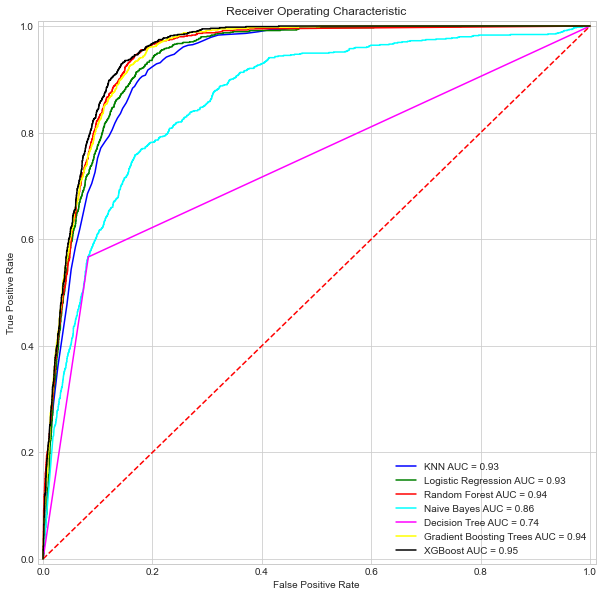 Receiver Operating Characteristic
1.0
0.8
0.6
0.4
0.2
0.0
True Positive Rate
KNN AUC = 0.93
Logistic Regression AUC = 0.93
Random Forest AUC = 0.94
Naive Bayes AUC = 0.86
Decision Tree AUC = 0.74
Gradient Boosting Trees AUC = 0.94
XGBoost AUC = 0.95
0.0 0.2 0.4 0.6 0.8 1.0
False Positive Rate